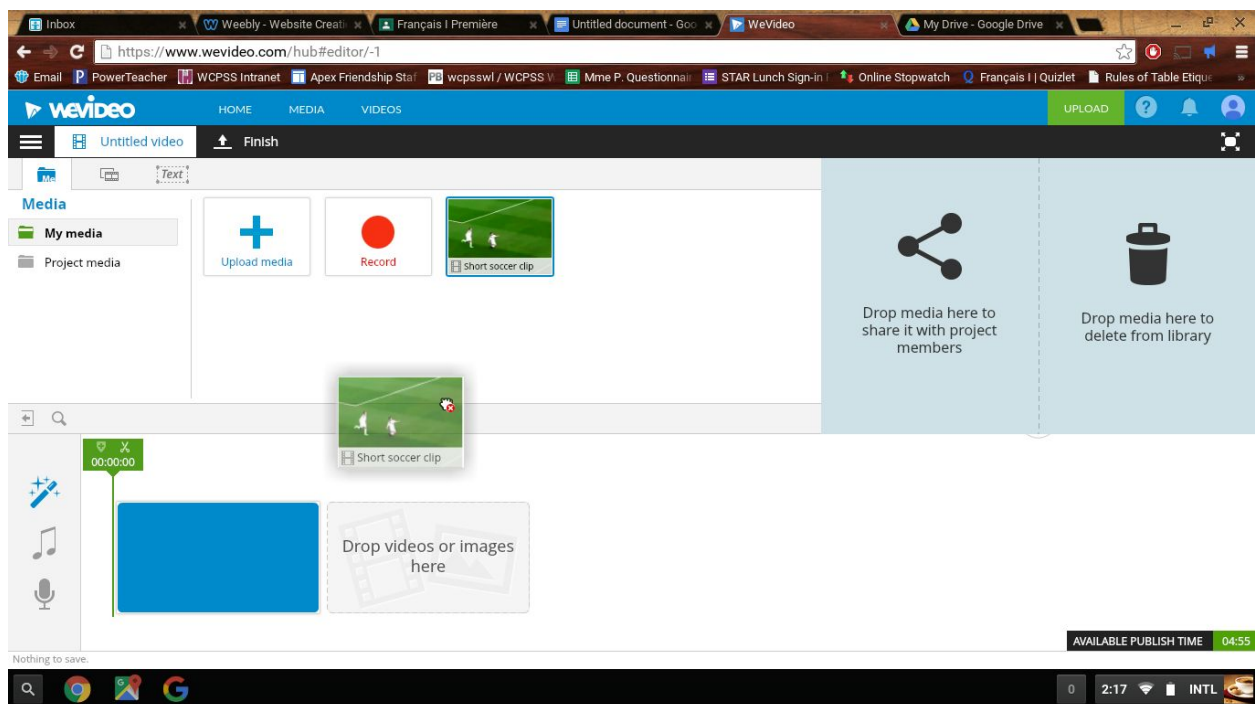 Inbox
Weebly - Website Creati
Français I Première
Untitled document - Goo
WeVideo
My Drive - Google Drive
https://www.wevideo.com/hub#editor/-1
Email
PowerTeacher
WCPSS Intranet
Apex Friendship Staf
PB wcpsswl / WCPSS W
Mme P. Questionnair
STAR Lunch Sign-in
Online Stopwatch
Q Français I | Quizlet
Rules of Table Etique
»
WeVIDEO
HOME
MEDIA
VIDEOS
UPLOAD
?
Untitled video
Finish
Me
Text
Media
My media
Project media
Upload media
Record
Short soccer clip
Drop media here to
share it with project
members
Drop media here to
delete from library
Short soccer clip
00:00:00
Drop videos or images
here
AVAILABLE PUBLISH TIME 04:55
Nothing to save.
0
2:17
INTL